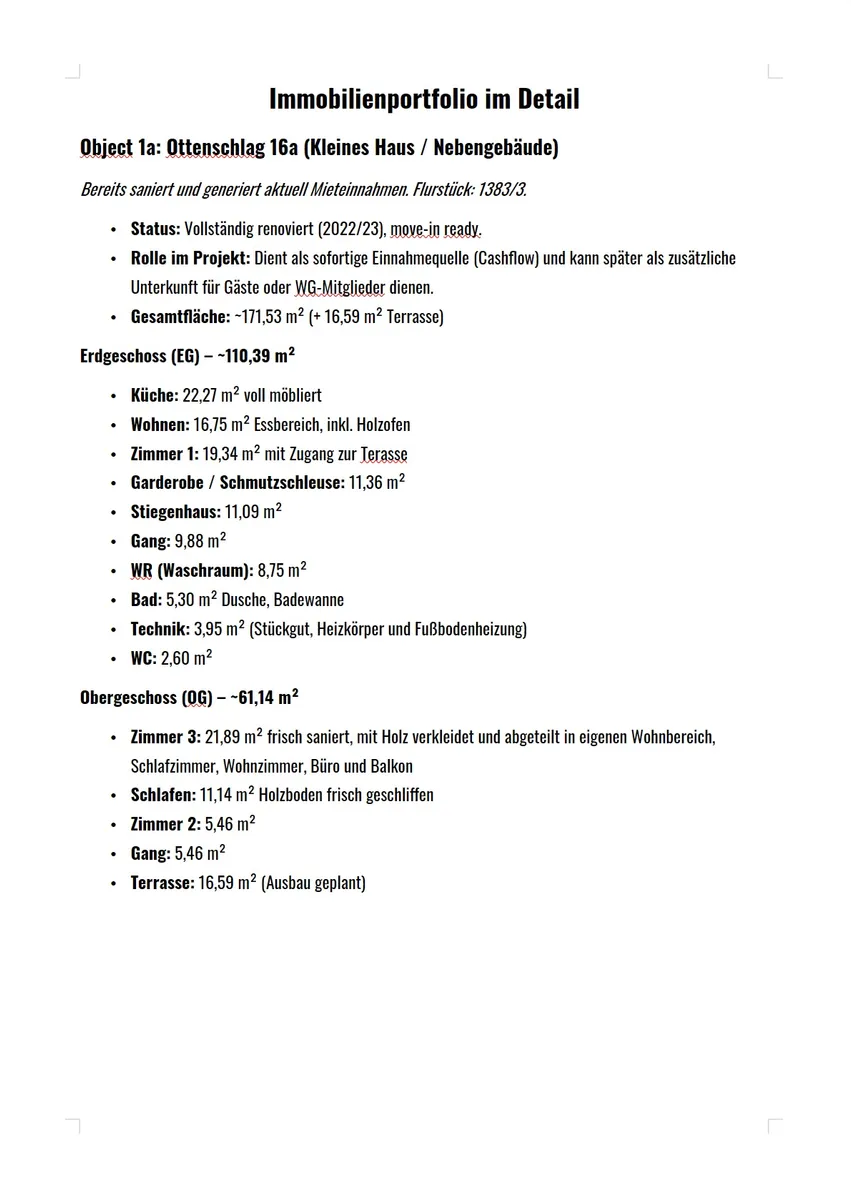 Immobilienportfolio im Detail
Object 1a: Ottenschlag 16a (Kleines Haus / Nebengebäude)
Bereits saniert und generiert aktuell Mieteinnahmen. Flurstück: 1383/3.
• Status: Vollständig renoviert (2022/23), move-in ready.
• Rolle im Projekt: Dient als sofortige Einnahmequelle (Cashflow) und kann später als zusätzliche
Unterkunft für Gäste oder WG-Mitglieder dienen.
• Gesamtfläche: ~171,53 m² (+ 16,59 m² Terrasse)
Erdgeschoss (EG) – ~110,39 m²
• Küche: 22,27 m² voll möbliert
• Wohnen: 16,75 m² Essbereich, inkl. Holzofen
• Zimmer 1: 19,34 m² mit Zugang zur Terasse
• Garderobe / Schmutzschleuse: 11,36 m²
• Stiegenhaus: 11,09 m²
• Gang: 9,88 m²
• WR (Waschraum): 8,75 m²
• Bad: 5,30 m² Dusche, Badewanne
• Technik: 3,95 m² (Stückgut, Heizkörper und Fußbodenheizung)
• WC: 2,60 m²
Obergeschoss (OG) – ~61,14 m²
• Zimmer 3: 21,89 m² frisch saniert, mit Holz verkleidet und abgeteilt in eigenen Wohnbereich,
Schlafzimmer, Wohnzimmer, Büro und Balkon
• Schlafen: 11,14 m² Holzboden frisch geschliffen
• Zimmer 2: 5,46 m²
• Gang: 5,46 m²
• Terrasse: 16,59 m² (Ausbau geplant)